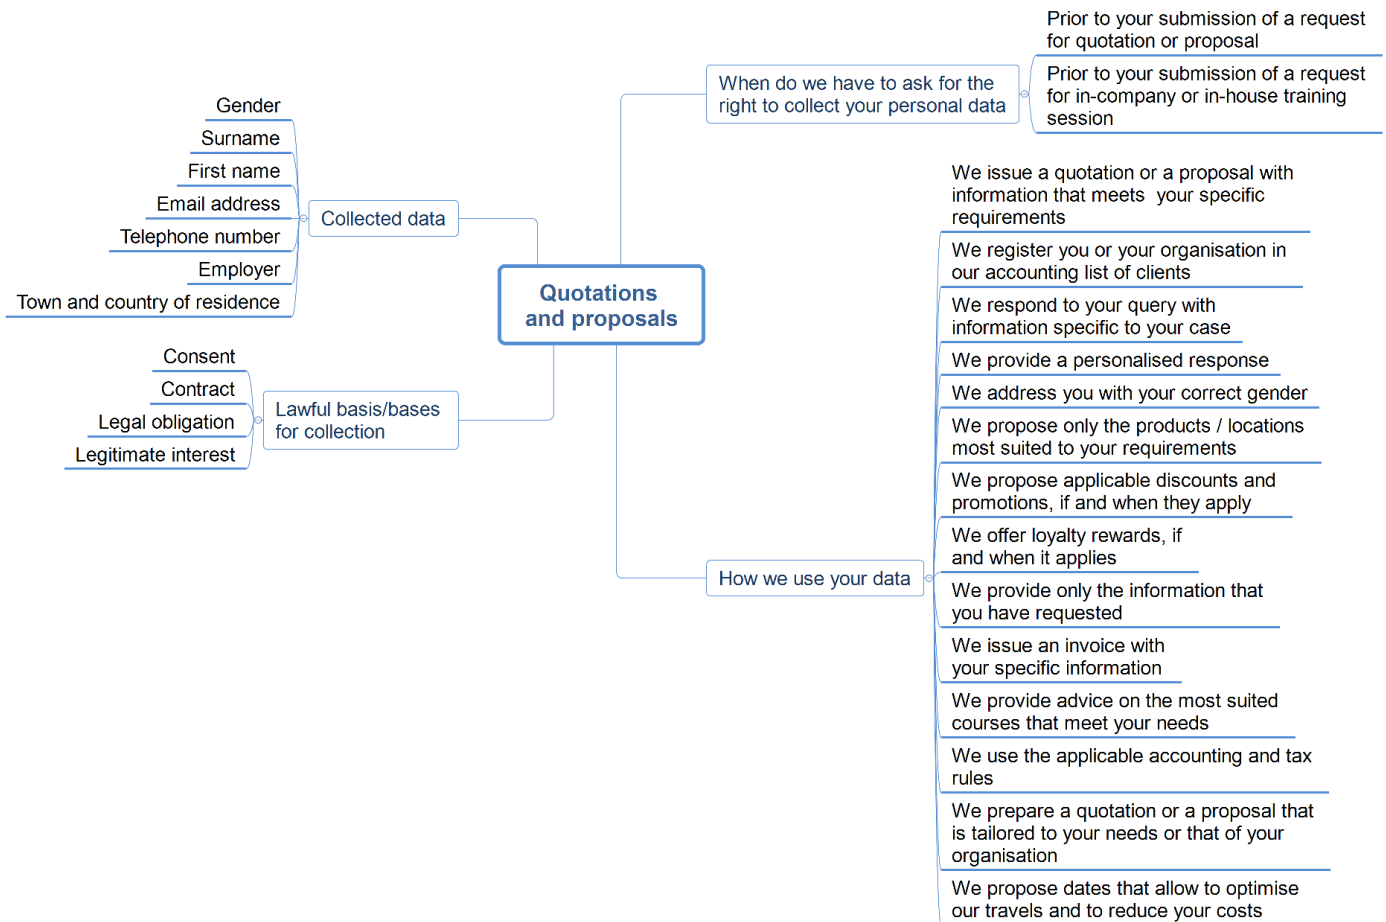 Quotations
and proposals
When do we have to ask for the
right to collect your personal data
Prior to your submission of a request
for quotation or proposal
Prior to your submission of a request
for in-company or in-house training
session
How we use your data
We issue a quotation or a proposal with
information that meets  your specific
requirements
We register you or your organisation in
our accounting list of clients
We respond to your query with
information specific to your case
We provide a personalised response
We address you with your correct gender
We propose only the products / locations
most suited to your requirements
We propose applicable discounts and
promotions, if and when they apply
We offer loyalty rewards, if
and when it applies
We provide only the information that
you have requested
We issue an invoice with
your specific information
We provide advice on the most suited
courses that meet your needs
We use the applicable accounting and tax
rules
We prepare a quotation or a proposal that
is tailored to your needs or that of your
organisation
We propose dates that allow to optimise
our travels and to reduce your costs
Collected data
Gender
Surname
First name
Email address
Telephone number
Employer
Town and country of residence
Lawful basis/bases
for collection
Consent
Contract
Legal obligation
Legitimate interest